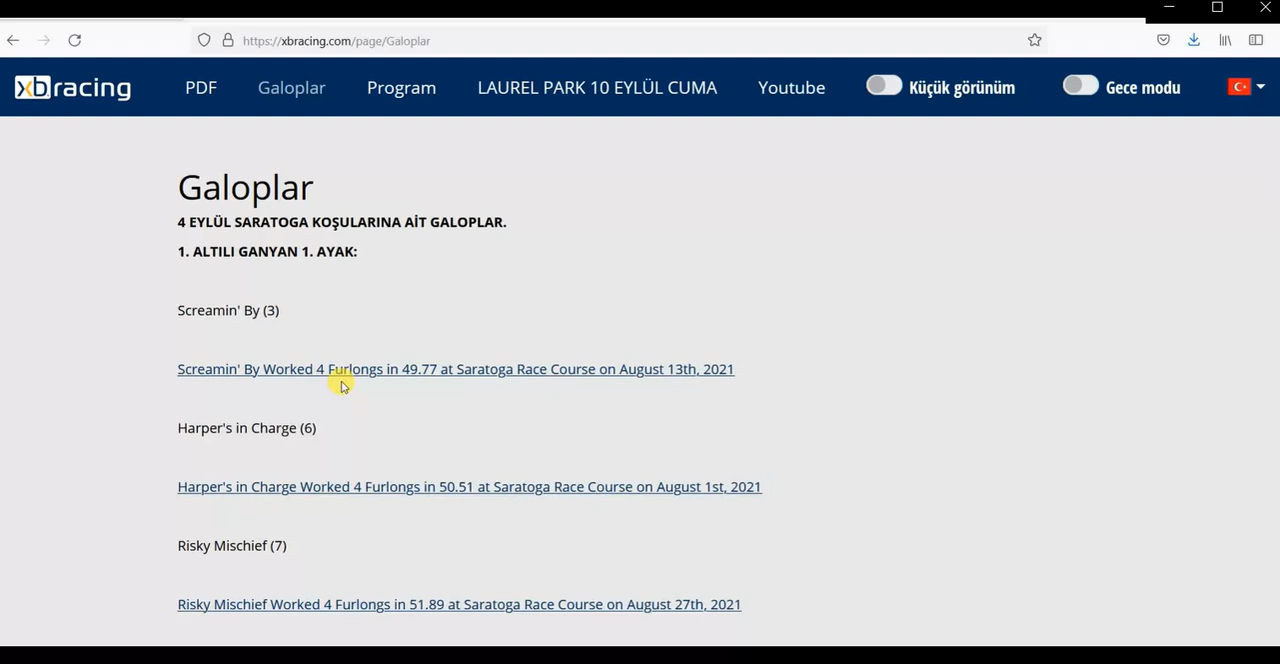 https://xbracing.com/page/Galoplar
xbracing PDF Galoplar Program LAUREL PARK 10 EYLÜL CUMA Youtube Küçük görünüm Gece modu
Galoplar
4 EYLÜL SARATOGA KOŞULARINA AİT GALOPLAR.
1. ALTILI GANYAN 1. AYAK:
Screamin' By (3)
Screamin' By Worked 4 Furlongs in 49.77 at Saratoga Race Course on August 13th, 2021
Harper's in Charge (6)
Harper's in Charge Worked 4 Furlongs in 50.51 at Saratoga Race Course on August 1st, 2021
Risky Mischief (7)
Risky Mischief Worked 4 Furlongs in 51.89 at Saratoga Race Course on August 27th, 2021